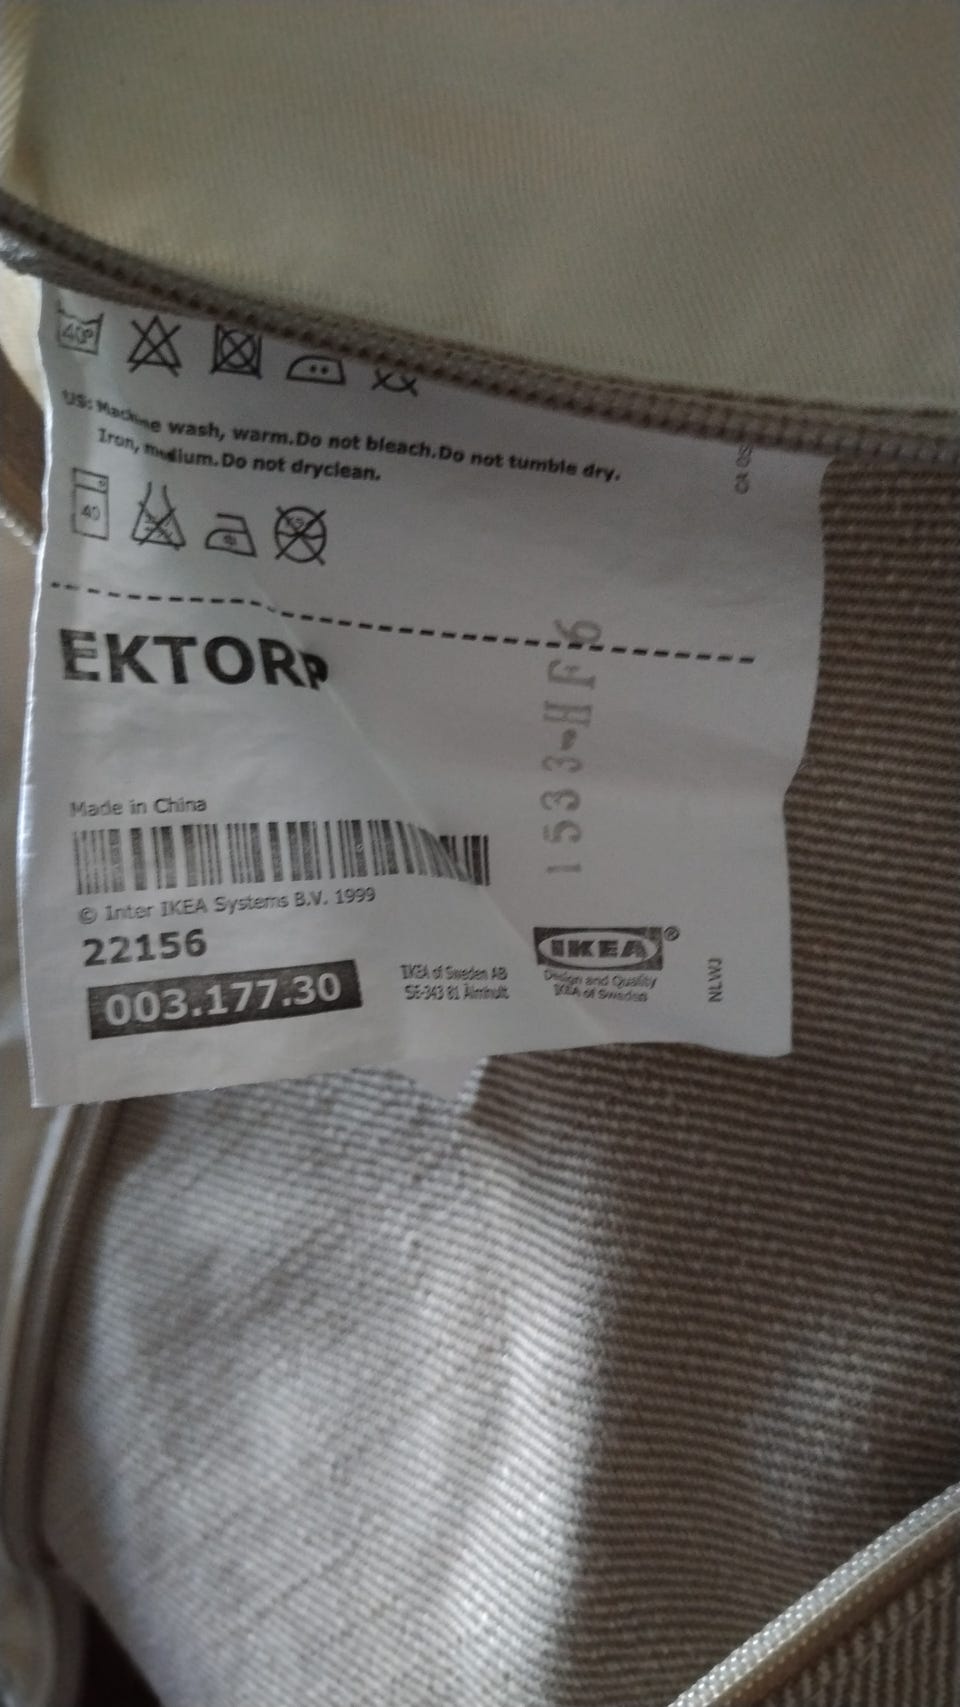 40°
US: Machine wash, warm.Do not bleach.Do not tumble dry.
Iron, medium.Do not dryclean.
40
EKTORP
Made in China
© Inter IKEA Systems B.V. 1999
22156
003.177.30
IKEA of Sweden AB
SE-343 81 Älmhult
1533-HF6
IKEA®
Design and Quality
IKEA of Sweden
NLWJ